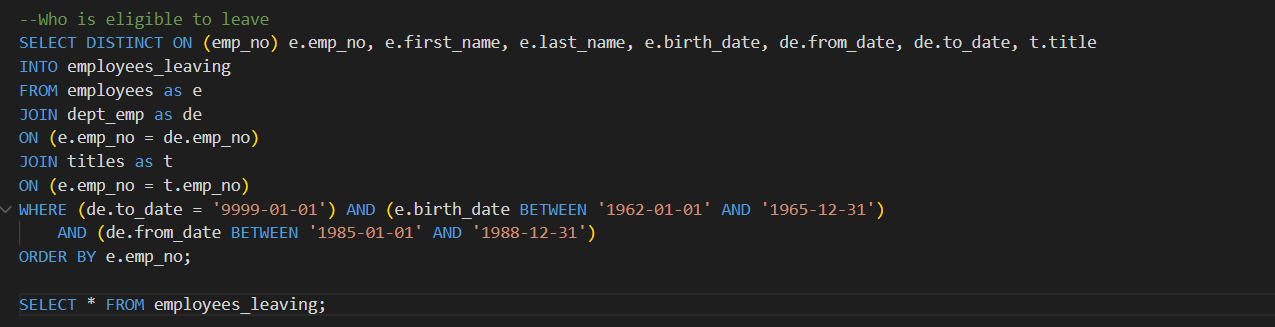 --Who is eligible to leave
SELECT DISTINCT ON (emp_no) e.emp_no, e.first_name, e.last_name, e.birth_date, de.from_date, de.to_date, t.title
INTO employees_leaving
FROM employees as e
JOIN dept_emp as de
ON (e.emp_no = de.emp_no)
JOIN titles as t
ON (e.emp_no = t.emp_no)
WHERE (de.to_date = '9999-01-01') AND (e.birth_date BETWEEN '1962-01-01' AND '1965-12-31')
    AND (de.from_date BETWEEN '1985-01-01' AND '1988-12-31')
ORDER BY e.emp_no;

SELECT * FROM employees_leaving;